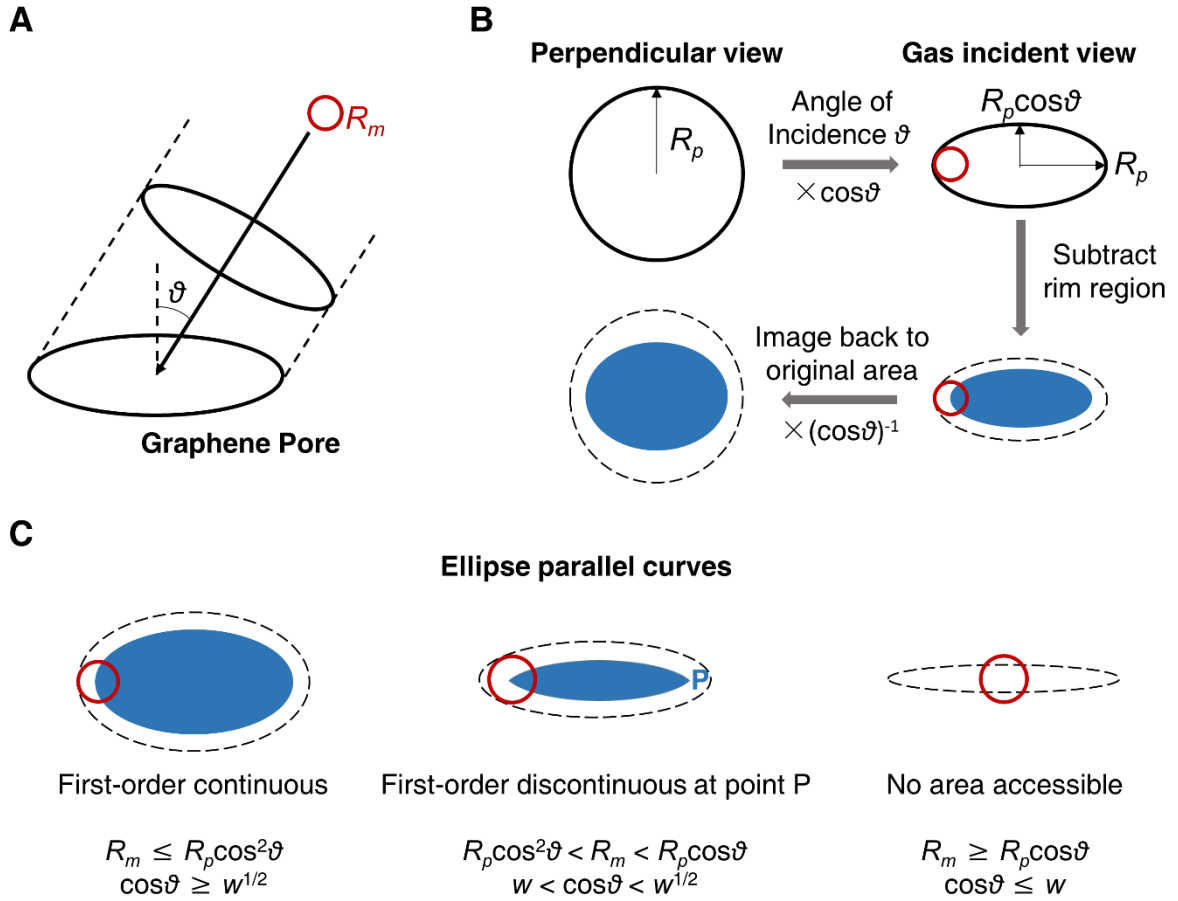 A
R_m
ϑ
Graphene Pore
B
Perpendicular view
Gas incident view
R_p
Angle of
Incidence ϑ
× cosϑ
R_pcosϑ
R_p
Subtract
rim region
Image back to
original area
× (cosϑ)⁻¹
C
Ellipse parallel curves
P
First-order continuous
First-order discontinuous at point P
No area accessible
R_m ≤ R_pcos²ϑ
cosϑ ≥ w^1/2
R_pcos²ϑ < R_m < R_pcosϑ
w < cosϑ < w^1/2
R_m ≥ R_pcosϑ
cosϑ ≤ w